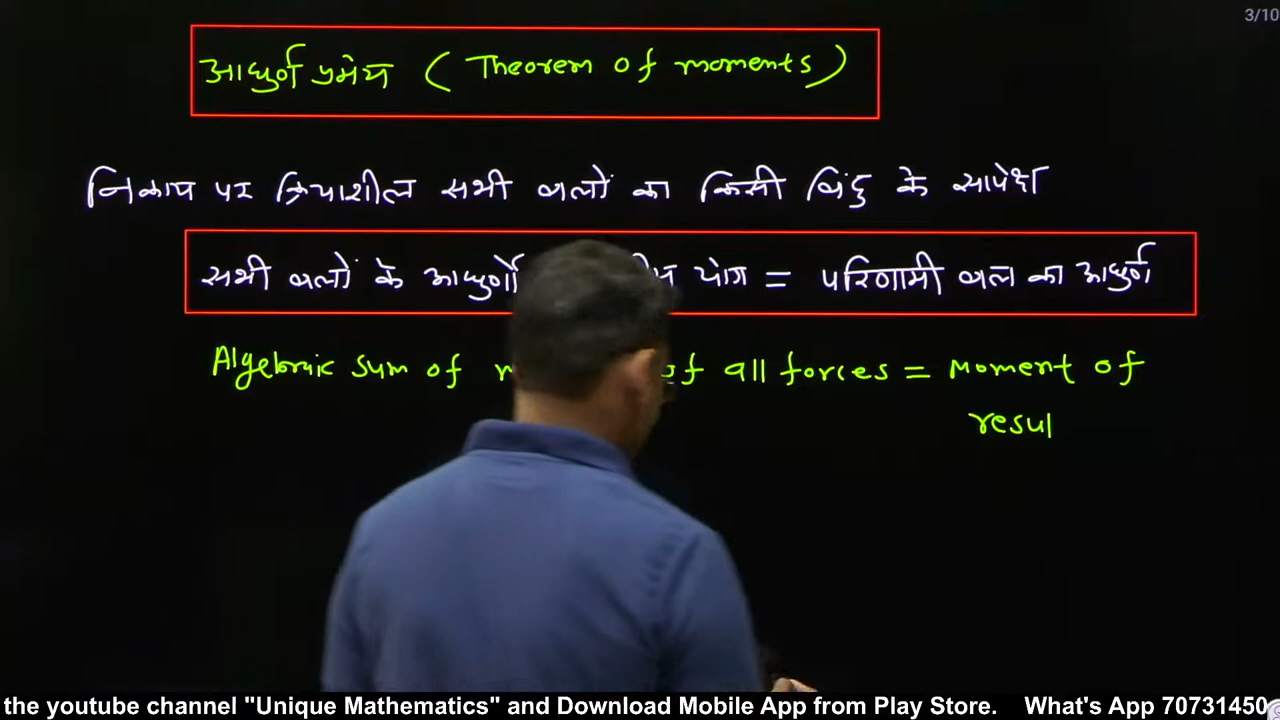 3/10
आघुर्ण प्रमेय ( Theorem of moments )
निकाय पर क्रियाशील सभी बलों का किसी बिंदु के सापेक्ष
सभी बलों के आघुर्णो योग = परिणामी बल का आघुर्ण
Algebraic sum of of all forces = Moment of
resul
the youtube channel "Unique Mathematics" and Download Mobile App from Play Store. What's App 70731450